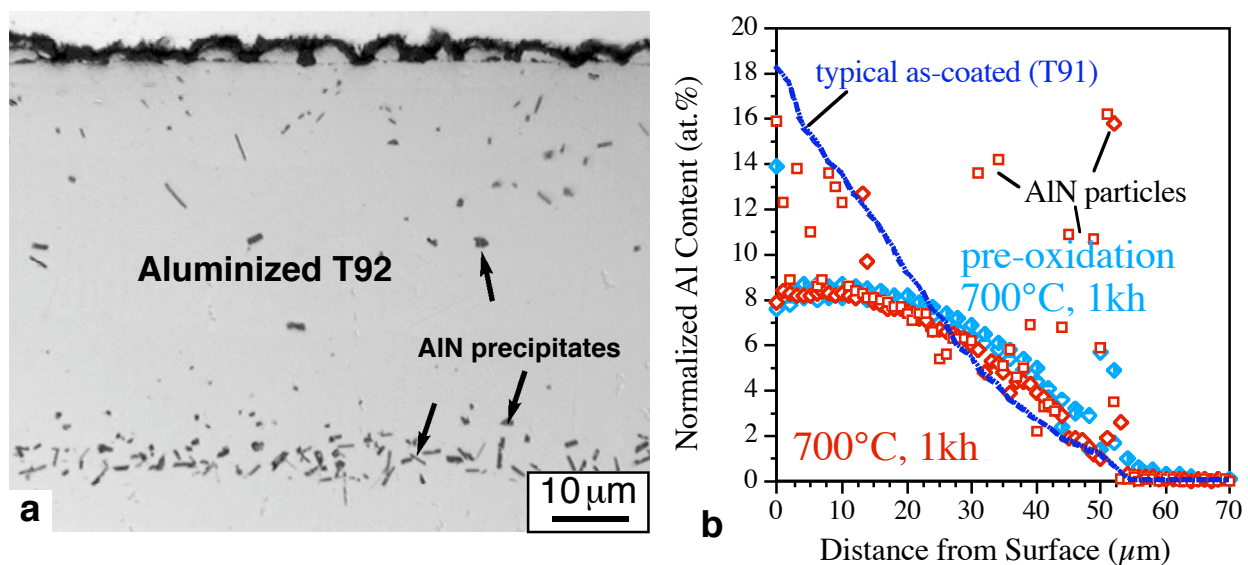 a
Aluminized T92
AlN precipitates
10 µm
b
Normalized Al Content (at.%)
20
18
16
14
12
10
8
6
4
2
0
typical as-coated (T91)
AlN particles
pre-oxidation
700°C, 1kh
700°C, 1kh
0 10 20 30 40 50 60 70
Distance from Surface (µm)